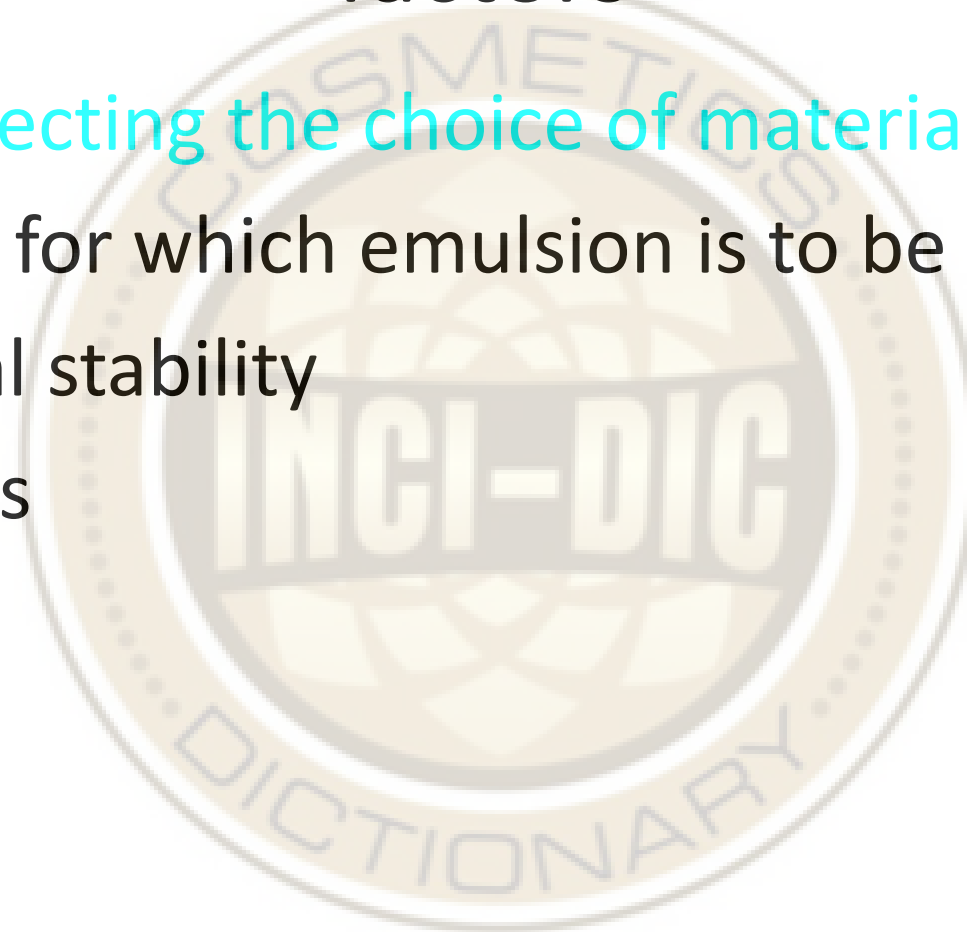 factors
ecting the choice of materia
for which emulsion is to be
l stability
s
COSMETICS
INCI-DIC
DICTIONARY